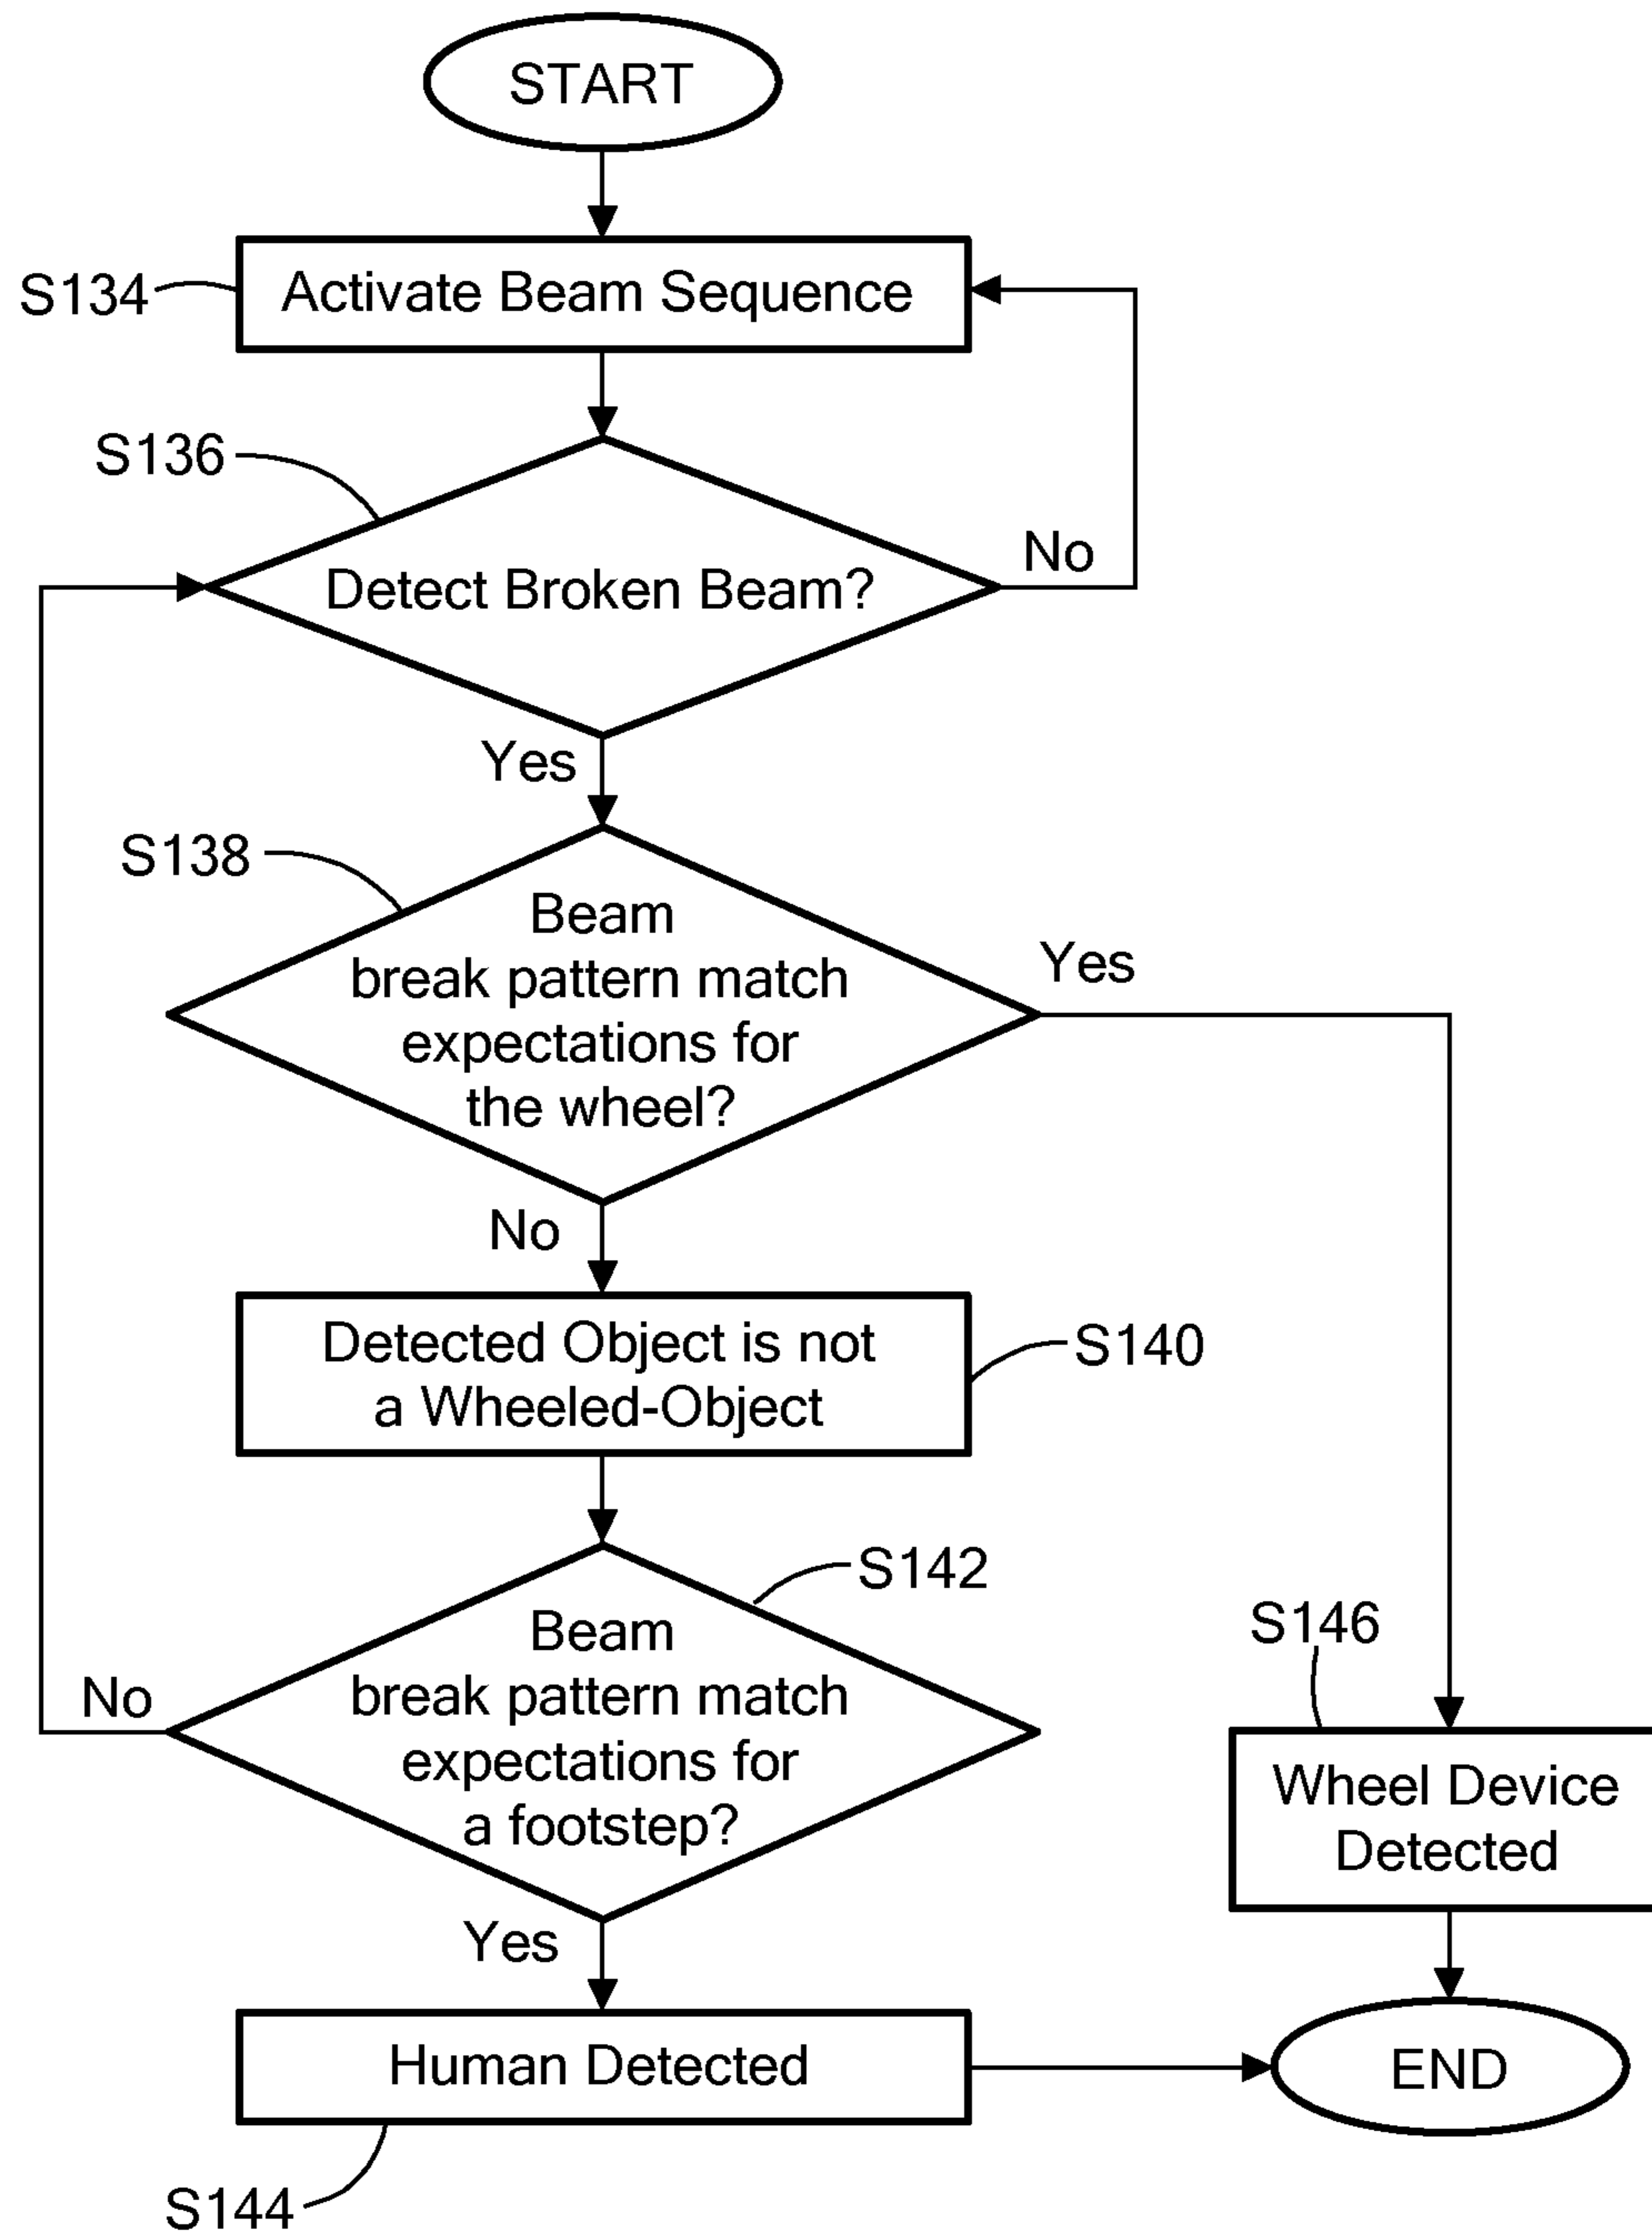 START
S134
Activate Beam Sequence
S136
Detect Broken Beam?
No
Yes
S138
Beam
break pattern match
expectations for
the wheel?
Yes
No
Detected Object is not
a Wheeled-Object
S140
S142
Beam
break pattern match
expectations for
a footstep?
No
Yes
S146
Wheel Device
Detected
Human Detected
END
S144